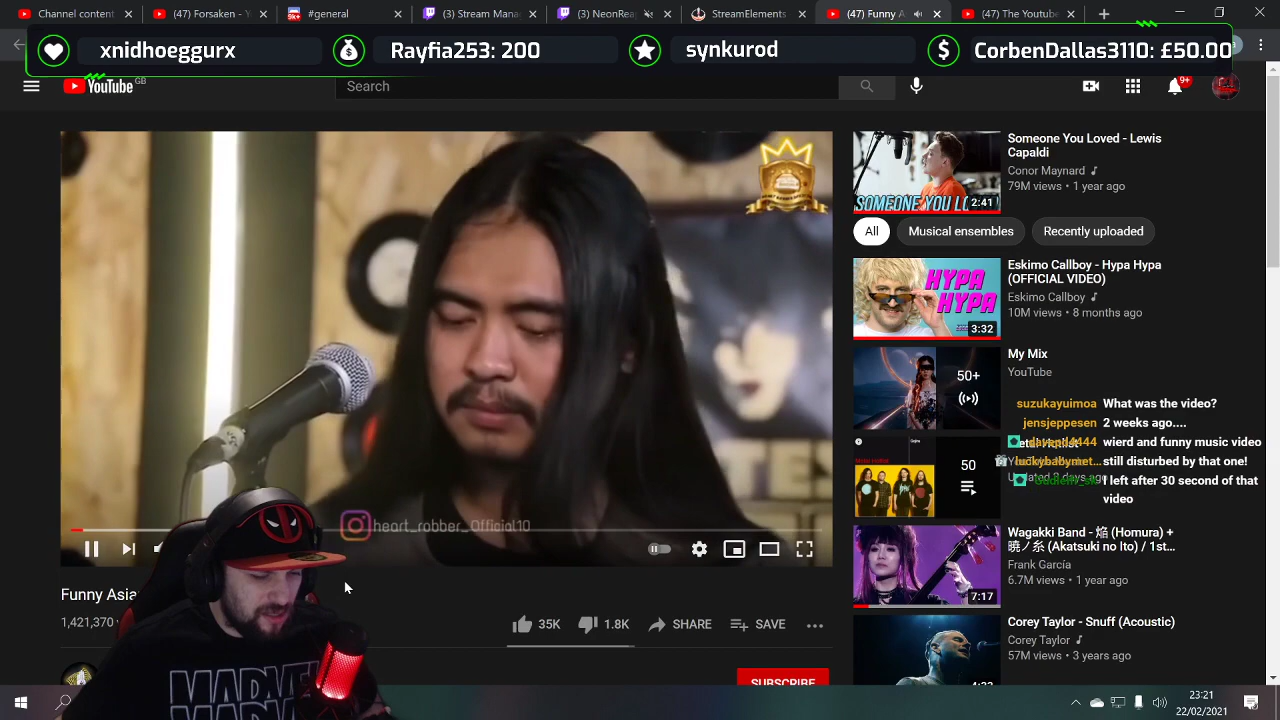 Channel content
(47) Forsaken - Y
9k+
#general
(3) Stream Mana
(3) NeonReap
StreamElements
(47) Funny A
(47) The Youtub
xnidhoeggurx
Rayfia253: 200
synkurod
CorbenDallas3110: £50.00
YouTube GB
Search
9+
Someone You Loved - Lewis
Capaldi
Conor Maynard
79M views • 1 year ago
SOMEONE YOU LO
2:41
All
Musical ensembles
Recently uploaded
Eskimo Callboy - Hypa Hypa
(OFFICIAL VIDEO)
Eskimo Callboy
10M views • 8 months ago
HYPA
HYPA
3:32
My Mix
YouTube
50+
suzukayuimoa What was the video?
jensjeppesen 2 weeks ago....
wierd and funny music video
luckybabymet... still disturbed by that one!
I left after 30 second of that
video
50
Wagakki Band - 焔 (Homura) +
暁ノ糸 (Akatsuki no Ito) / 1st...
Frank García
6.7M views • 1 year ago
7:17
Corey Taylor - Snuff (Acoustic)
Corey Taylor
57M views • 3 years ago
4:33
heart_robber_Official10
Funny Asia
1,421,370
35K
1.8K
SHARE
SAVE
SUBSCRIBE
23:21
22/02/2021